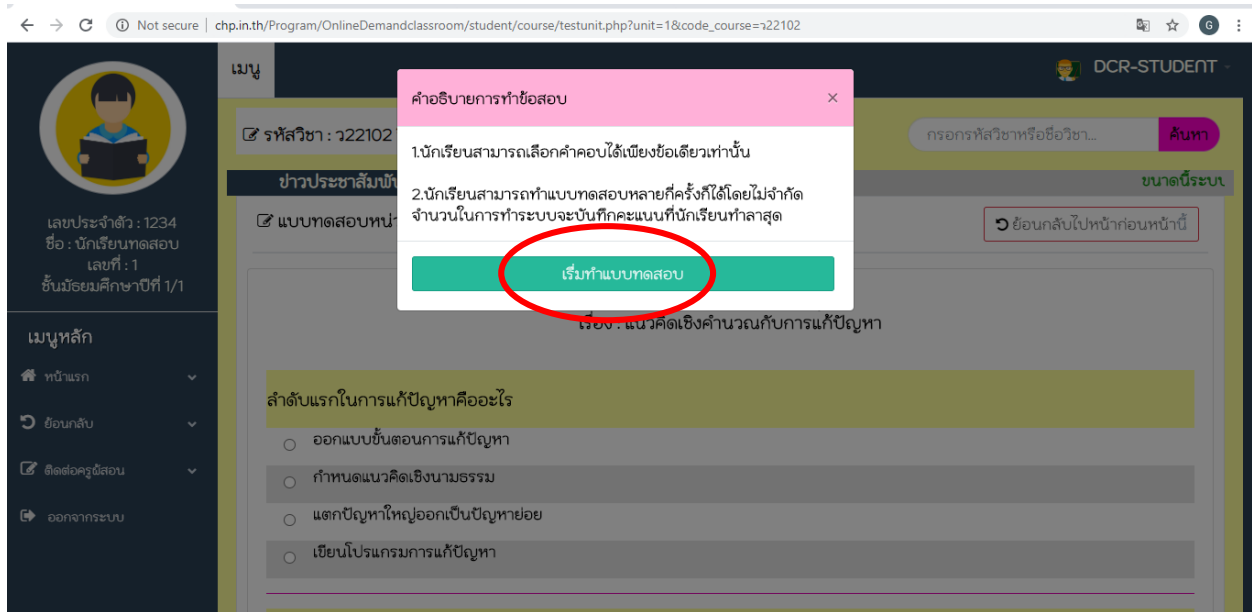 Not secure | chp.in.th/Program/OnlineDemandclassroom/student/course/testunit.php?unit=1&code_course=ว22102
G
เมนู
DCR-STUDENT
คำอธิบายการทำข้อสอบ ×
รหัสวิชา : ว22102
กรอกรหัสวิชาหรือชื่อวิชา...
ค้นหา
1.นักเรียนสามารถเลือกคำคอบได้เพียงข้อเดียวเท่านั้น
ข่าวประชาสัมพัน
ขณาดนี้ระบบ
2.นักเรียนสามารถทำแบบทดสอบหลายกี่ครั้งก็ได้โดยไม่จำกัด
จำนวนในการทำระบบจะบันทึกคะแนนที่นักเรียนทำลาสุด
แบบทดสอบหน่า
ย้อนกลับไปหน้าก่อนหน้านี้
เลขประจำตัว : 1234
ชื่อ : นักเรียนทดสอบ
เลขที่ : 1
ชั้นมัธยมศึกษาปีที่ 1/1
เริ่มทำแบบทดสอบ
เรื่อง : แนวคิดเชิงคำนวณกับการแก้ปัญหา
เมนูหลัก
หน้าแรก
ย้อนกลับ
ติดต่อครูผู้สอน
ออกจากระบบ
ลำดับแรกในการแก้ปัญหาคืออะไร
ออกแบบขั้นตอนการแก้ปัญหา
กำหนดแนวคิดเชิงนามธรรม
แตกปัญหาใหญ่ออกเป็นปัญหาย่อย
เขียนโปรแกรมการแก้ปัญหา